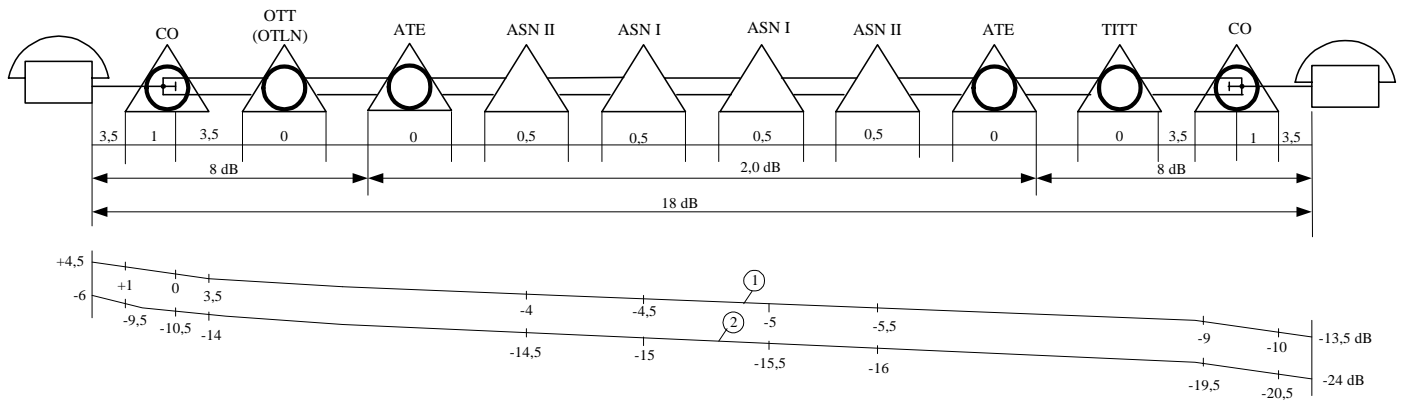 CO
OTT
(OTLN)
ATE
ASN II
ASN I
ASN I
ASN II
ATE
TITT
CO
3,5 1 3,5 0 0 0,5 0,5 0,5 0,5 0 0 3,5 1 3,5
8 dB 2,0 dB 8 dB
18 dB
+4,5 +1 0 3,5 -4 -4,5 1 -5 -5,5 -9 -10 -13,5 dB
-6 -9,5 -10,5 -14 -14,5 -15 2 -15,5 -16 -19,5 -20,5 -24 dB